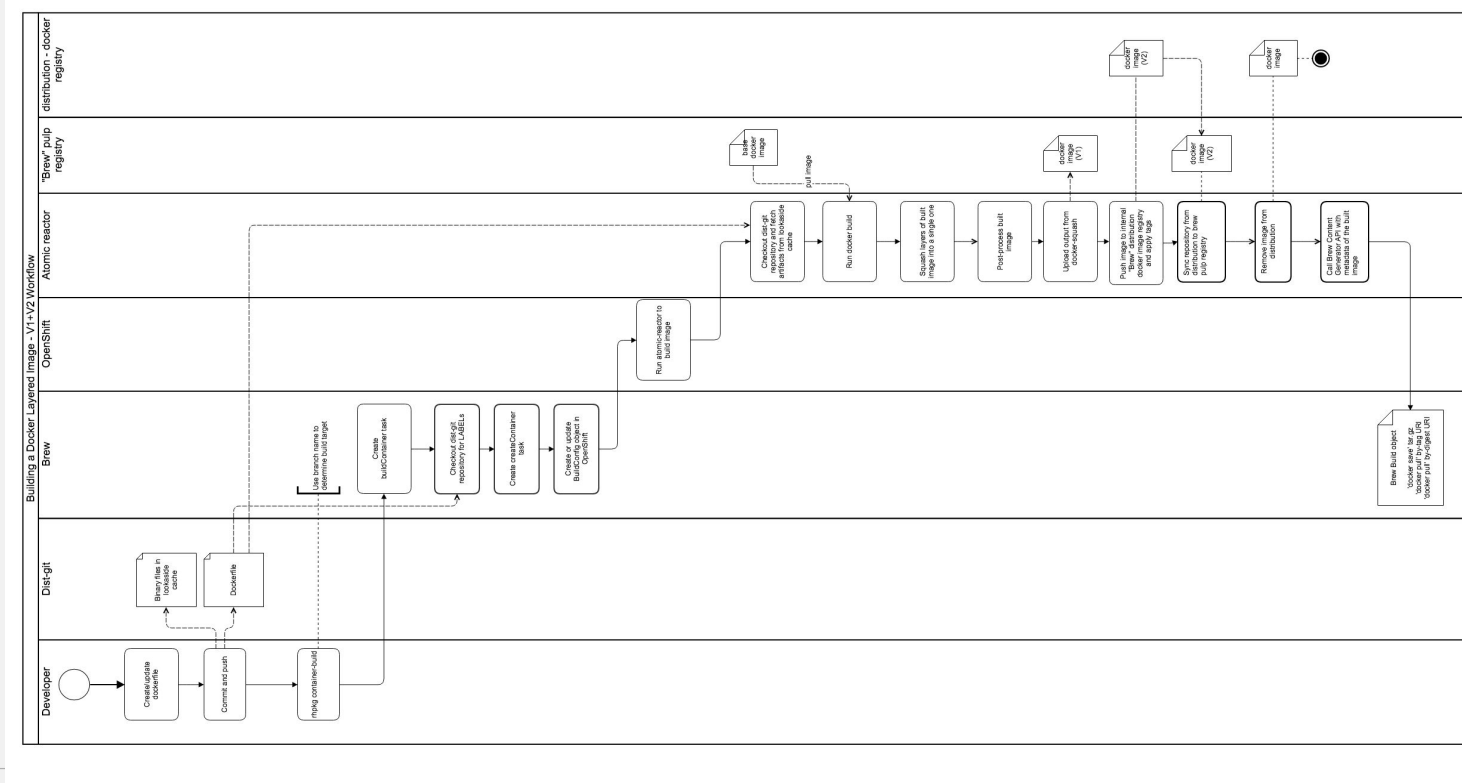 Building a Docker Layered Image - V1+V2 Workflow
distribution - docker
registry
"Brew" pulp
registry
Atomic reactor
OpenShift
Brew
Dist-git
Developer
Create/update
dockerfile
Commit and push
rhpkg container-build
Binary files in
lookaside
cache
Dockerfile
Use branch name to
determine build target
Create
buildContainer task
Checkout dist-git
repository for LABELs
Create createContainer
task
Create or update
BuildConfig object in
OpenShift
Run atomic-reactor to
build image
Checkout dist-git
repository and fetch
artifacts from lookaside
cache
base
docker
image
pull image
Run docker build
Squash layers of built
image into a single one
Post-process built
image
Upload output from
docker-squash
docker
image
(V1)
Push image to internal
"Brew" distribution
docker image registry
and apply tags
docker
image
(V2)
Sync repository from
distribution to brew
pulp registry
docker
image
(V2)
Remove image from
distribution
docker
image
Call Brew Content
Generator API with
metadata of the built
image
Brew Build object
'docker save' tar.gz
'docker pull' by-tag URI
'docker pull' by-digest URI